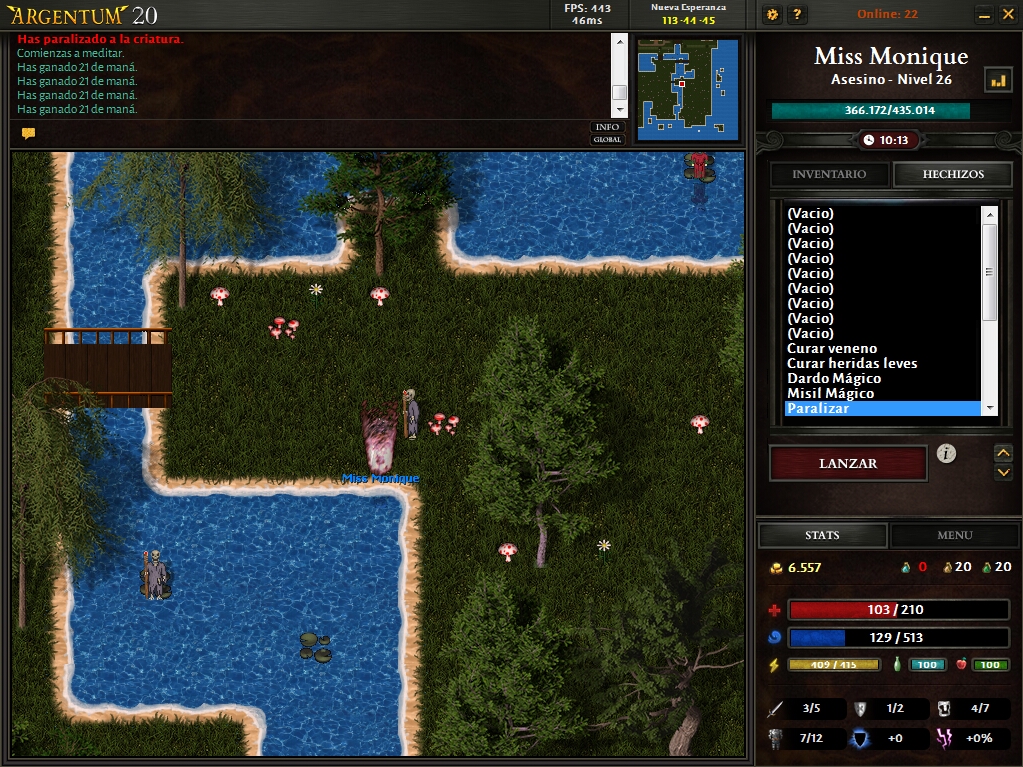 ARGENTUM 20
FPS: 443
46ms
Nueva Esperanza
113-44-45
?
Online: 22
Has paralizado a la criatura.
Comienzas a meditar.
Has ganado 21 de maná.
Has ganado 21 de maná.
Has ganado 21 de maná.
Has ganado 21 de maná.
INFO
GLOBAL
Miss Monique
Asesino - Nivel 26
366.172/435.014
10:13
INVENTARIO
HECHIZOS
(Vacio)
(Vacio)
(Vacio)
(Vacio)
(Vacio)
(Vacio)
(Vacio)
(Vacio)
(Vacio)
Curar veneno
Curar heridas leves
Dardo Mágico
Misil Mágico
Paralizar
LANZAR
i
Miss Monique
STATS
MENU
6.557
0
20
20
103 / 210
129 / 513
109 / 115
100
100
3/5
1/2
4/7
7/12
+0
+0%